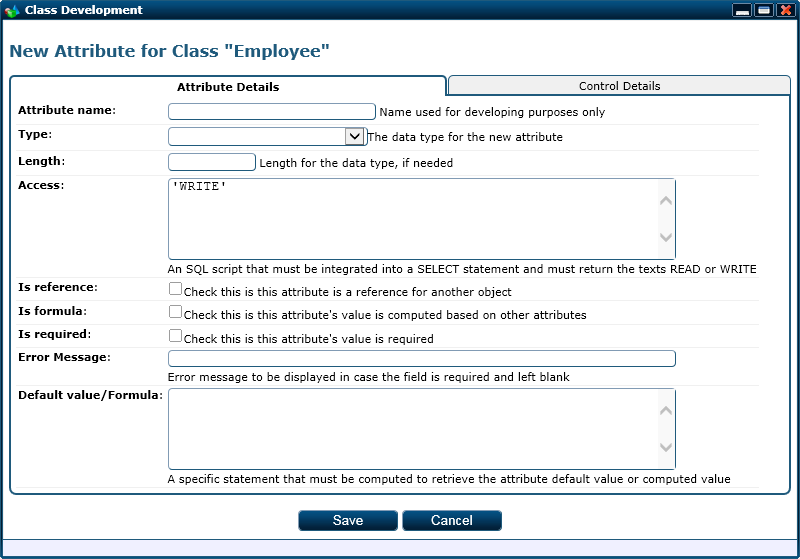 Class Development
New Attribute for Class "Employee"
Attribute Details
Control Details
Attribute name: Name used for developing purposes only
Type: The data type for the new attribute
Length: Length for the data type, if needed
Access: 'WRITE'
An SQL script that must be integrated into a SELECT statement and must return the texts READ or WRITE
Is reference: Check this is this attribute is a reference for another object
Is formula: Check this is this attribute's value is computed based on other attributes
Is required: Check this is this attribute's value is required
Error Message:
Error message to be displayed in case the field is required and left blank
Default value/Formula:
A specific statement that must be computed to retrieve the attribute default value or computed value
Save Cancel